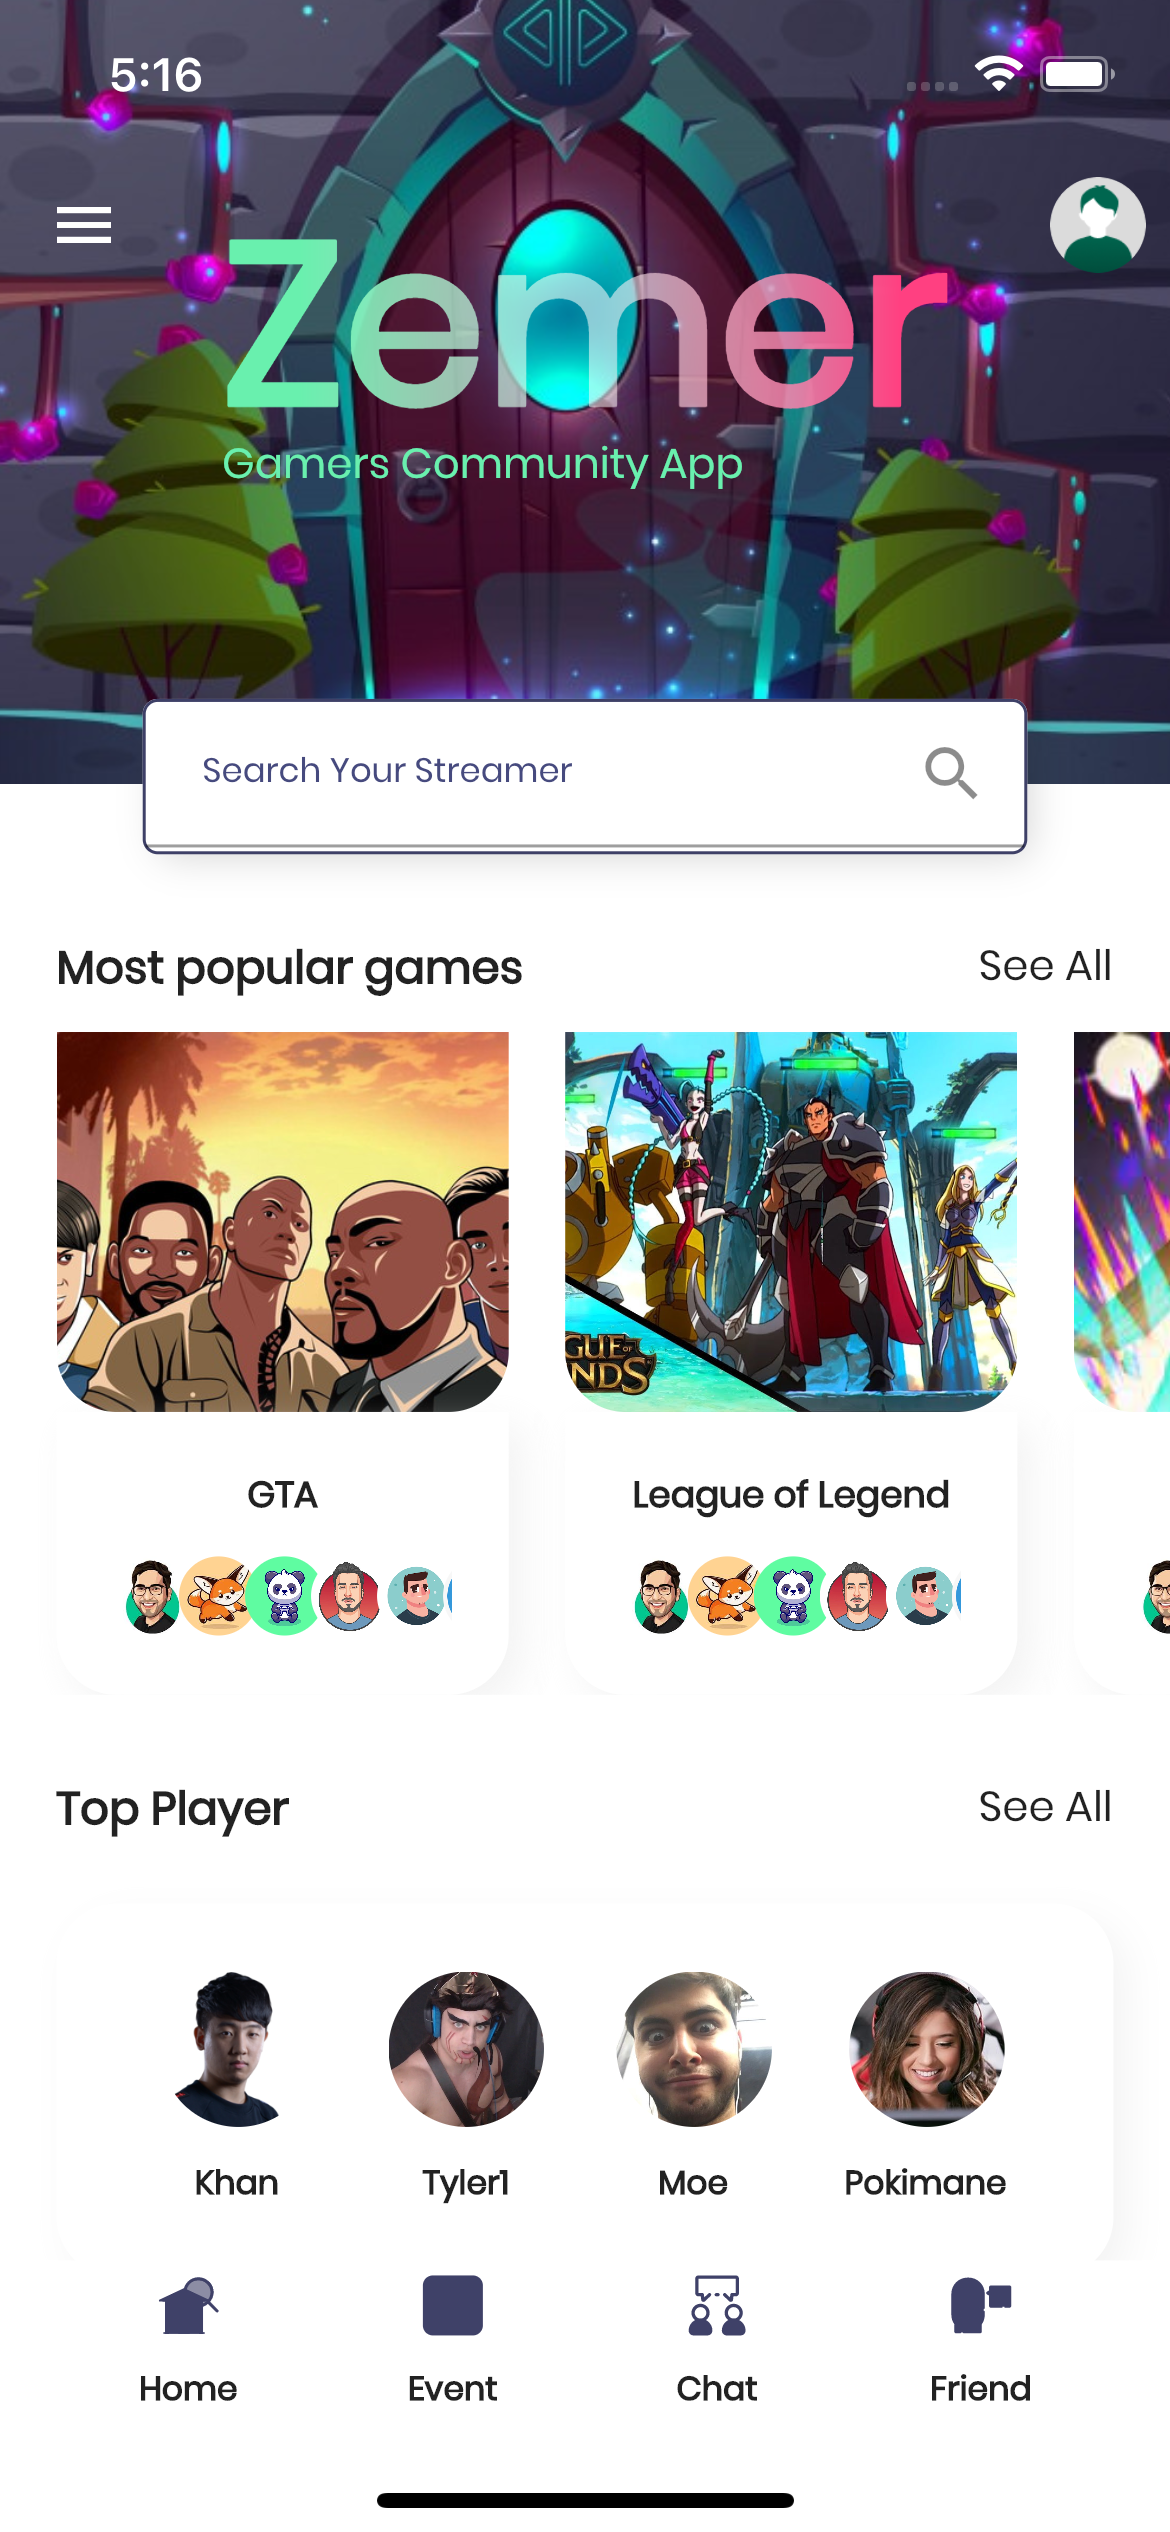 5:16
Zemer
Gamers Community App
Search Your Streamer
Most popular games
See All
GUE OF
NDS
GTA
League of Legend
Top Player
See All
Khan
Tyler1
Moe
Pokimane
Home
Event
Chat
Friend